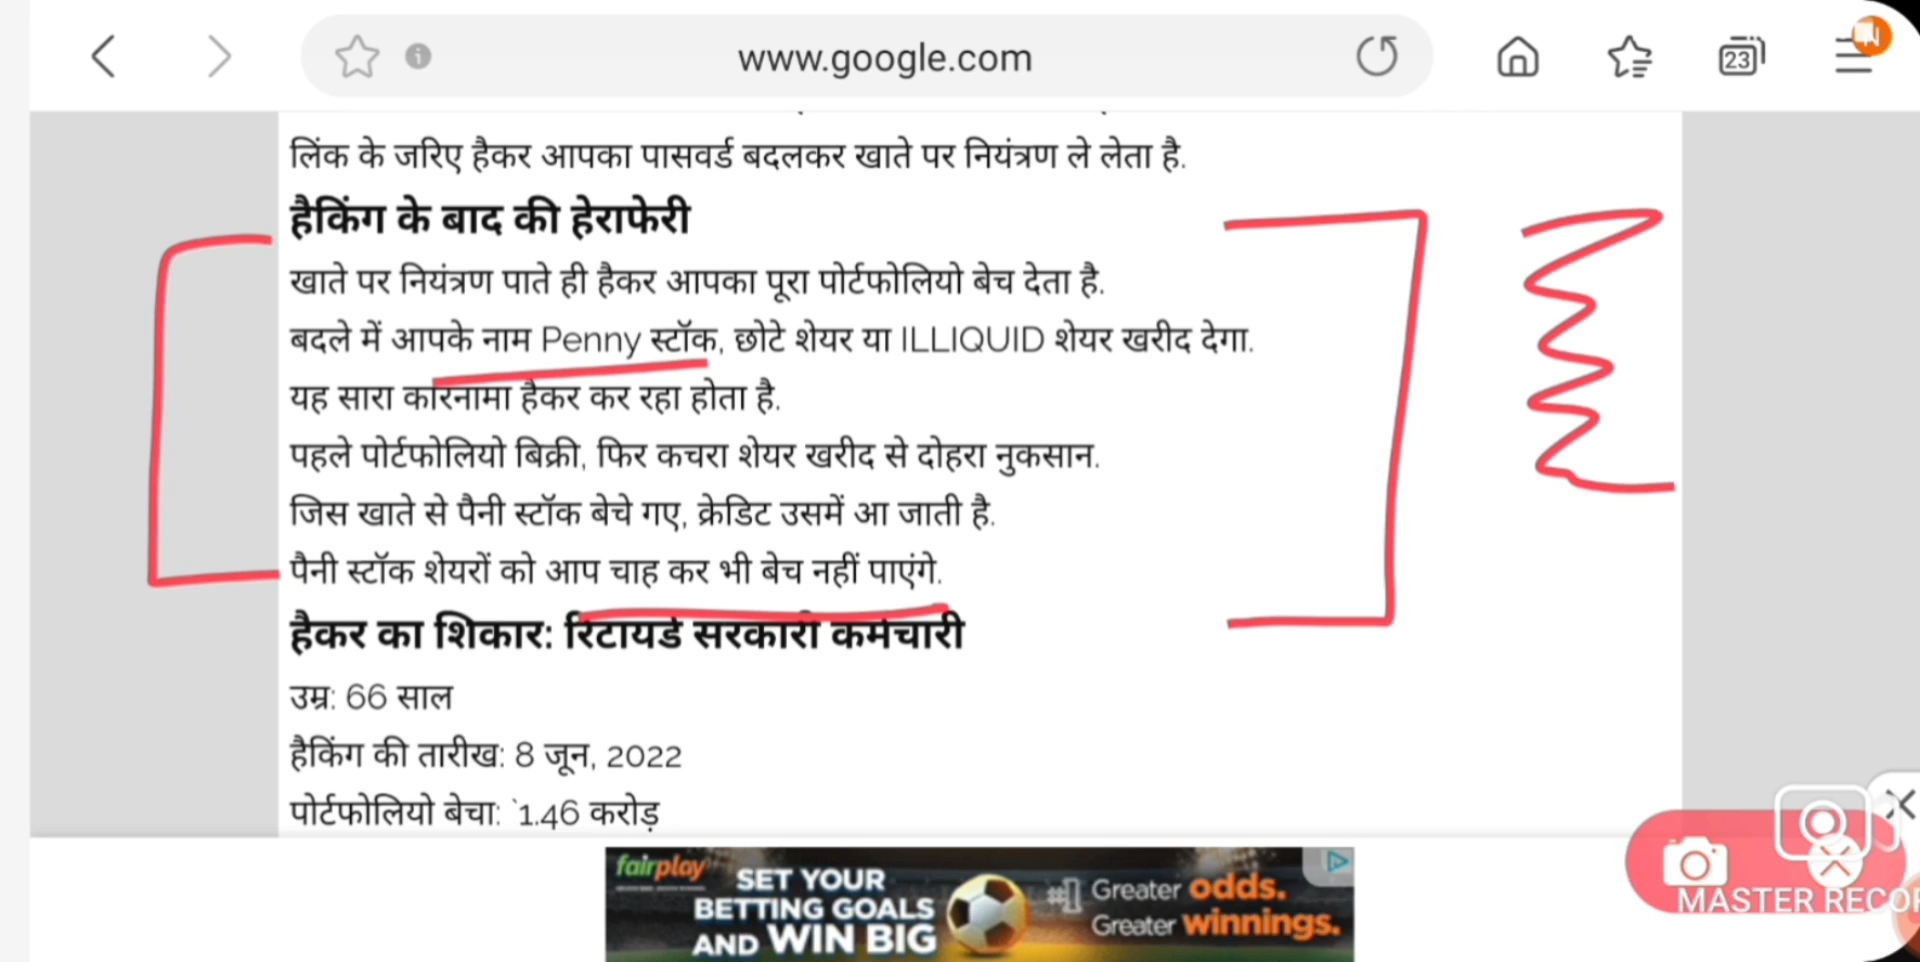 www.google.com
23
लिंक के जरिए हैकर आपका पासवर्ड बदलकर खाते पर नियंत्रण ले लेता है.
हैकिंग के बाद की हेराफेरी
खाते पर नियंत्रण पाते ही हैकर आपका पूरा पोर्टफोलियो बेच देता है.
बदले में आपके नाम Penny स्टॉक, छोटे शेयर या ILLIQUID शेयर खरीद देगा.
यह सारा कारनामा हैकर कर रहा होता है.
पहले पोर्टफोलियो बिक्री, फिर कचरा शेयर खरीद से दोहरा नुकसान.
जिस खाते से पैनी स्टॉक बेचे गए, क्रेडिट उसमें आ जाती है.
पैनी स्टॉक शेयरों को आप चाह कर भी बेच नहीं पाएंगे.
हैकर का शिकार: रिटायर्ड सरकारी कर्मचारी
उम्र: 66 साल
हैकिंग की तारीख: 8 जून, 2022
पोर्टफोलियो बेचा: `1.46 करोड़
fairplay
SET YOUR
BETTING GOALS
AND WIN BIG
#1 Greater odds.
Greater winnings.
MASTER RECOR